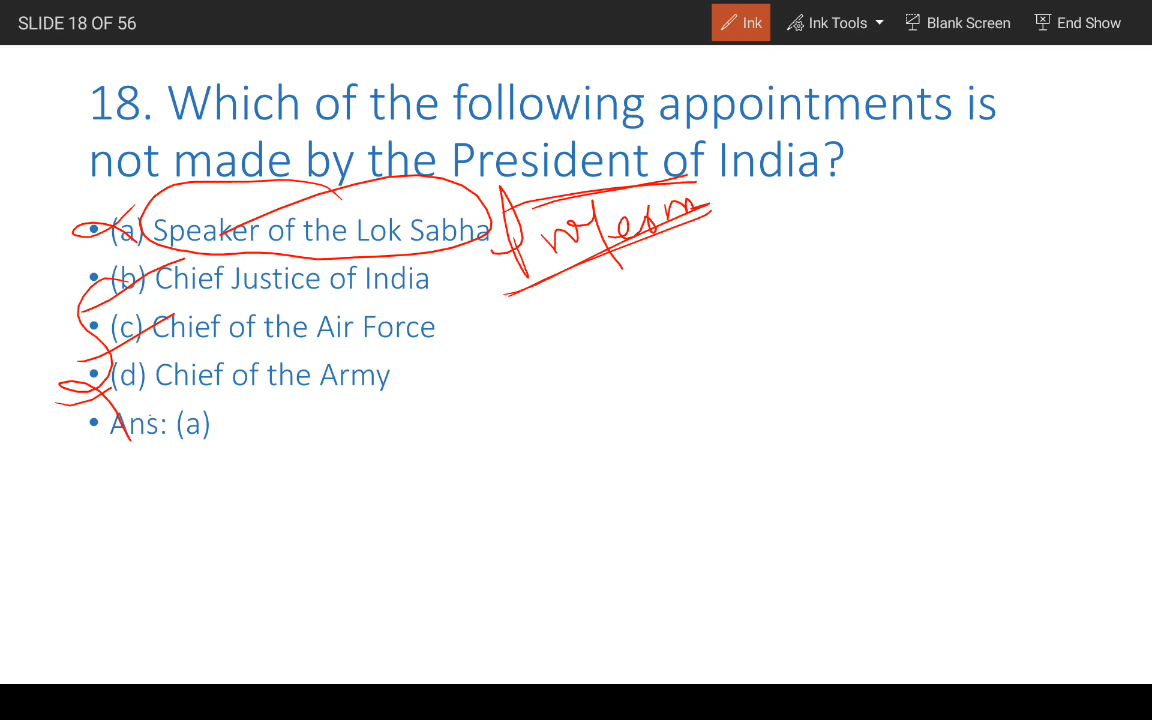 SLIDE 18 OF 56
Ink
Ink Tools
Blank Screen
End Show
18. Which of the following appointments is
not made by the President of India?
• (a) Speaker of the Lok Sabha
• (b) Chief Justice of India
• (c) Chief of the Air Force
• (d) Chief of the Army
• Ans: (a)